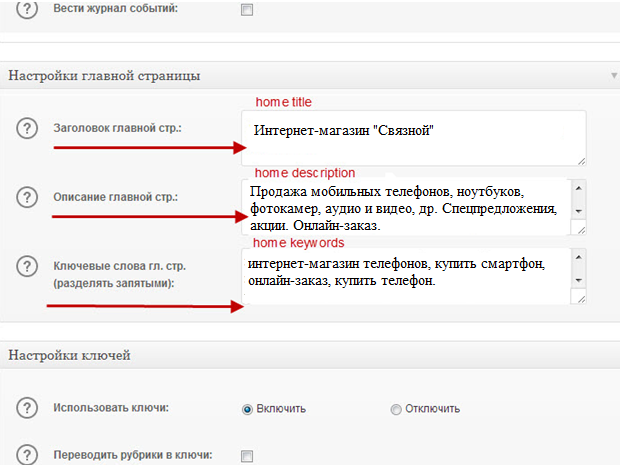 Вести журнал событий:
Настройки главной страницы
home title
Заголовок главной стр.:
Интернет-магазин "Связной"
home description
Описание главной стр.:
Продажа мобильных телефонов, ноутбуков,
фотокамер, аудио и видео, др. Спецпредложения,
акции. Онлайн-заказ.
home keywords
Ключевые слова гл. стр.
(разделять запятыми):
интернет-магазин телефонов, купить смартфон,
онлайн-заказ, купить телефон.
Настройки ключей
Использовать ключи:
Включить
Отключить
Переводить рубрики в ключи: